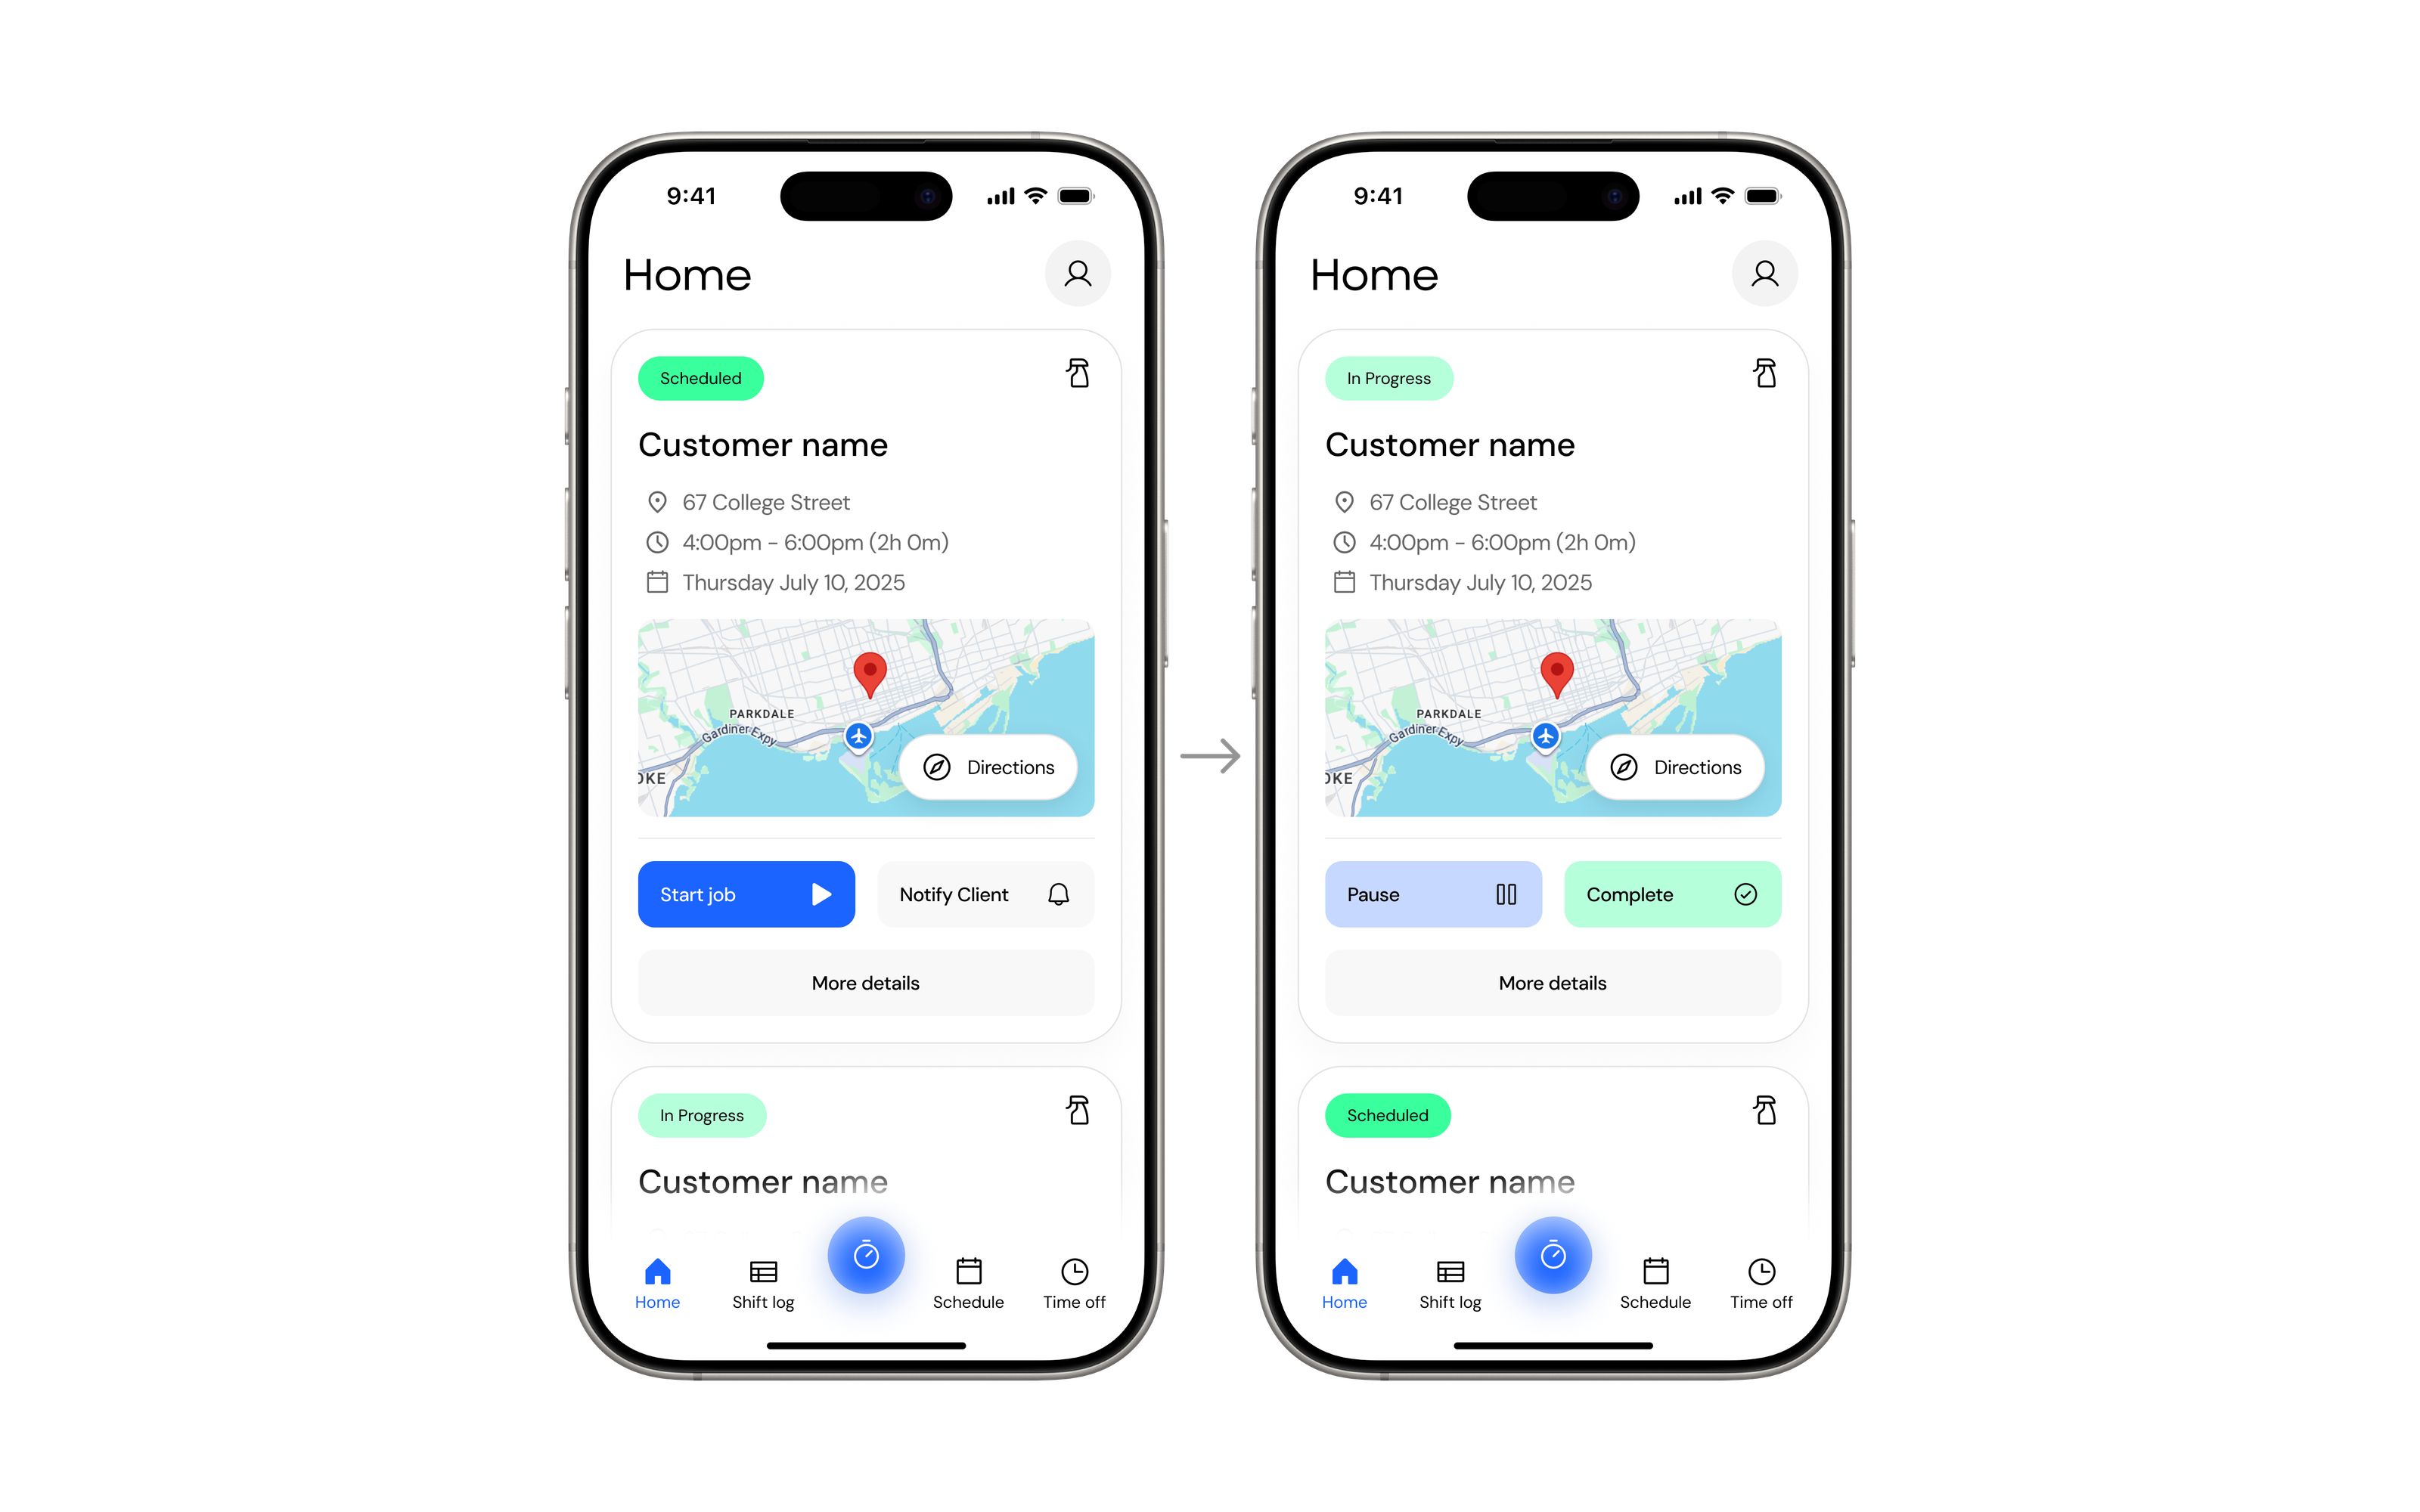 9:41
Home
Scheduled
Customer name
67 College Street
4:00pm - 6:00pm (2h 0m)
Thursday July 10, 2025
PARKDALE
Gardiner Expy
OKE
Directions
Start job
Notify Client
More details
In Progress
Customer name
Home
Shift log
Schedule
Time off
9:41
Home
In Progress
Customer name
67 College Street
4:00pm - 6:00pm (2h 0m)
Thursday July 10, 2025
PARKDALE
Gardiner Expy
OKE
Directions
Pause
Complete
More details
Scheduled
Customer name
Home
Shift log
Schedule
Time off